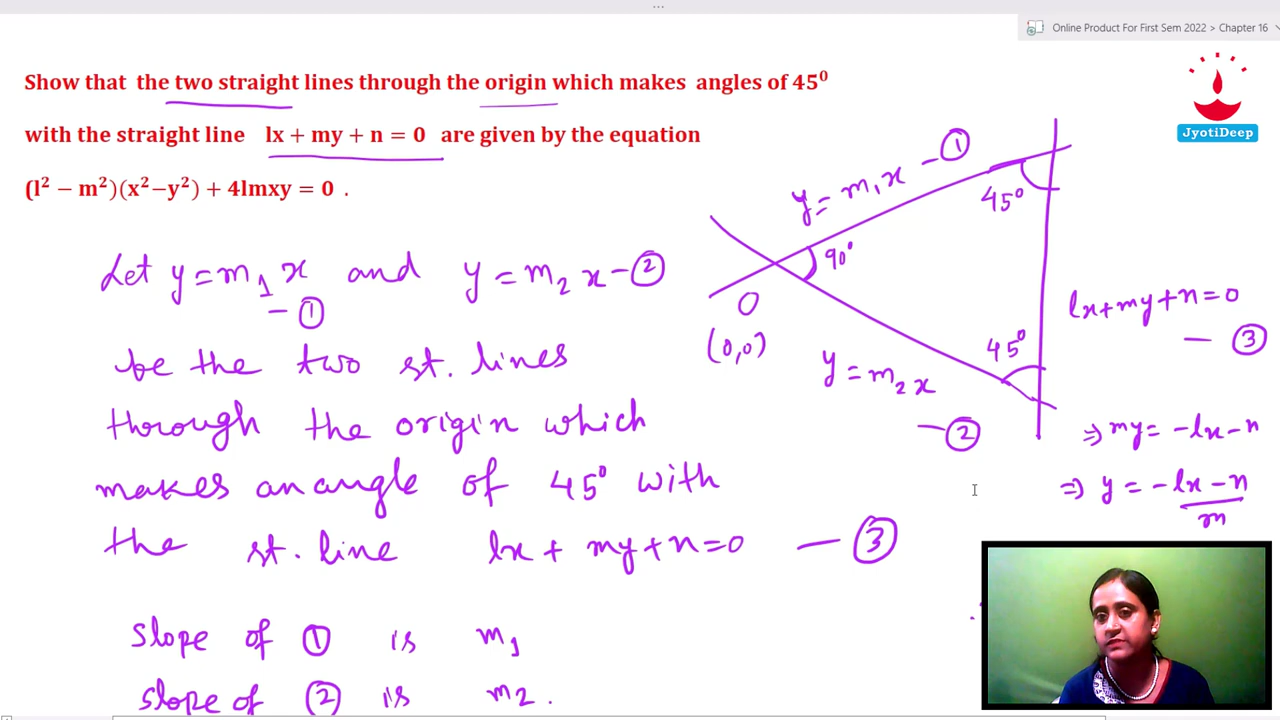 Online Product For First Sem 2022 > Chapter 16
JyotiDeep
Show that the two straight lines through the origin which makes angles of 45⁰
with the straight line lx + my + n = 0 are given by the equation
(l² − m²)(x²−y²) + 4lmxy = 0 .
Let y=m₁x and y=m₂x-②
-①
be the two st. lines
through the origin which
makes an angle of 45° with
the st. line lx+my+n=0 -③
slope of ① is m₁
slope of ② is m₂.
y=m₁x-①
45°
90°
O
(0,0)
45°
y=m₂x
-②
lx+my+n=0
-③
⇒ my=-lx-n
⇒ y=-lx-n
m